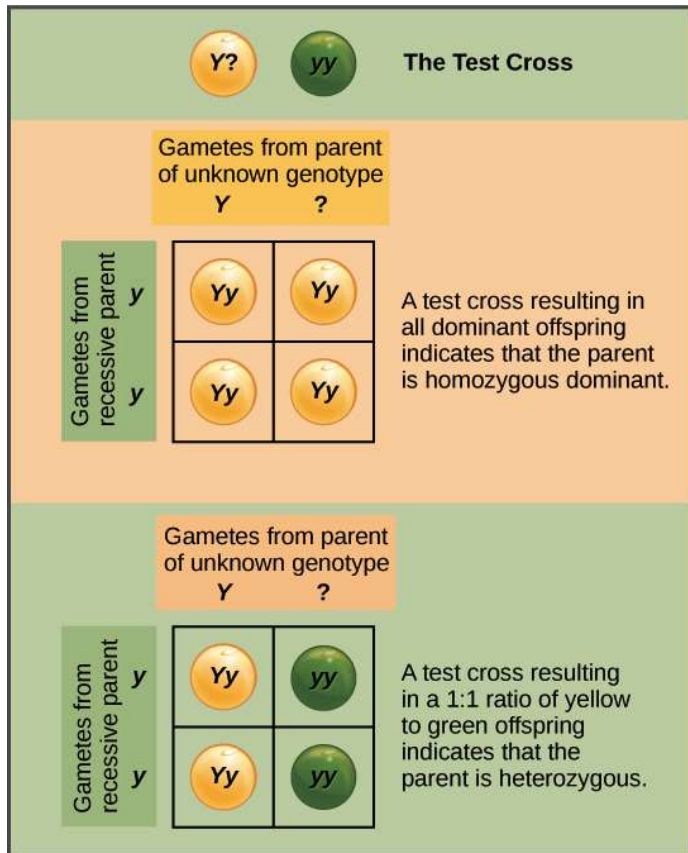 Y? yy The Test Cross
Gametes from parent
of unknown genotype
Y ?
Gametes from
recessive parent
y
y
Yy Yy
Yy Yy
A test cross resulting in
all dominant offspring
indicates that the parent
is homozygous dominant.
Gametes from parent
of unknown genotype
Y ?
Gametes from
recessive parent
y
y
Yy yy
Yy yy
A test cross resulting
in a 1:1 ratio of yellow
to green offspring
indicates that the
parent is heterozygous.